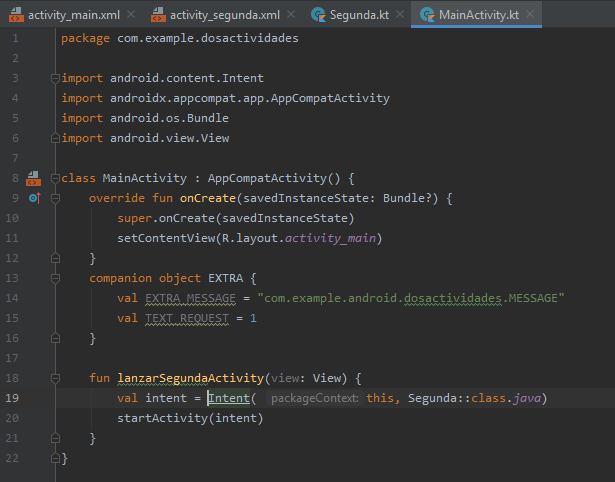 activity_main.xml × activity_segunda.xml × Segunda.kt × MainActivity.kt ×
1 package com.example.dosactividades
2
3 import android.content.Intent
4 import androidx.appcompat.app.AppCompatActivity
5 import android.os.Bundle
6 import android.view.View
7
8 class MainActivity : AppCompatActivity() {
9 override fun onCreate(savedInstanceState: Bundle?) {
10 super.onCreate(savedInstanceState)
11 setContentView(R.layout.activity_main)
12 }
13 companion object EXTRA {
14 val EXTRA_MESSAGE = "com.example.android.dosactividades.MESSAGE"
15 val TEXT_REQUEST = 1
16 }
17
18 fun lanzarSegundaActivity(view: View) {
19 val intent = Intent( packageContext: this, Segunda::class.java)
20 startActivity(intent)
21 }
22 }